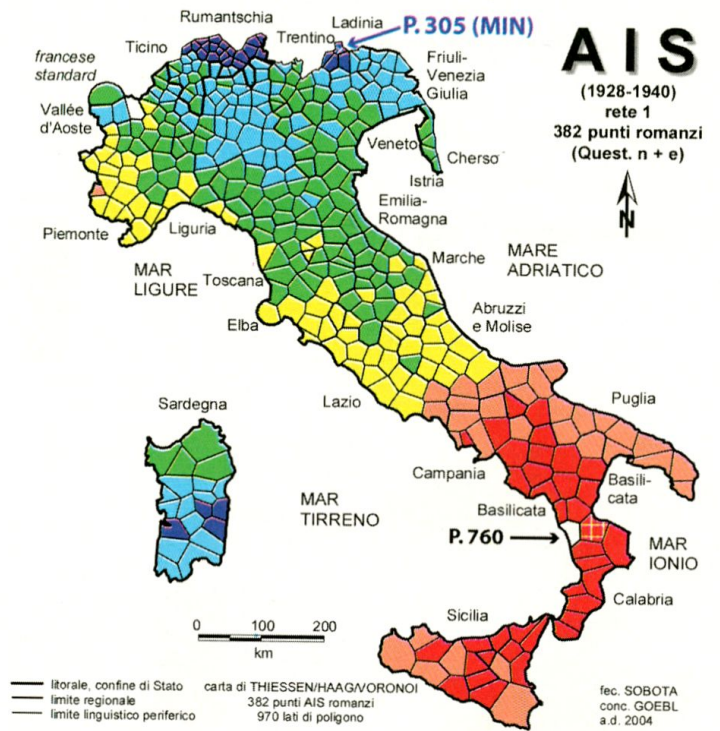 Rumantschia
Ladinia
P. 305 (MIN)
Ticino
Trentino
francese
standard
Friuli-
Venezia
Giulia
Vallée
d'Aoste
AIS
(1928-1940)
rete 1
382 punti romanzi
(Quest. n + e)
N
Veneto
Cherso
Istria
Emilia-
Romagna
Piemonte
Liguria
MAR
LIGURE
Marche
MARE
ADRIATICO
Toscana
Elba
Abruzzi
e Molise
Lazio
Puglia
Sardegna
Campania
Basili-
cata
MAR
TIRRENO
Basilicata
P. 760
MAR
IONIO
Calabria
Sicilia
0 100 200
km
litorale, confine di Stato
limite regionale
limite linguistico periferico
carta di THIESSEN/HAAG/VORONOI
382 punti AIS romanzi
970 lati di poligono
fec. SOBOTA
conc. GOEBL
a.d. 2004